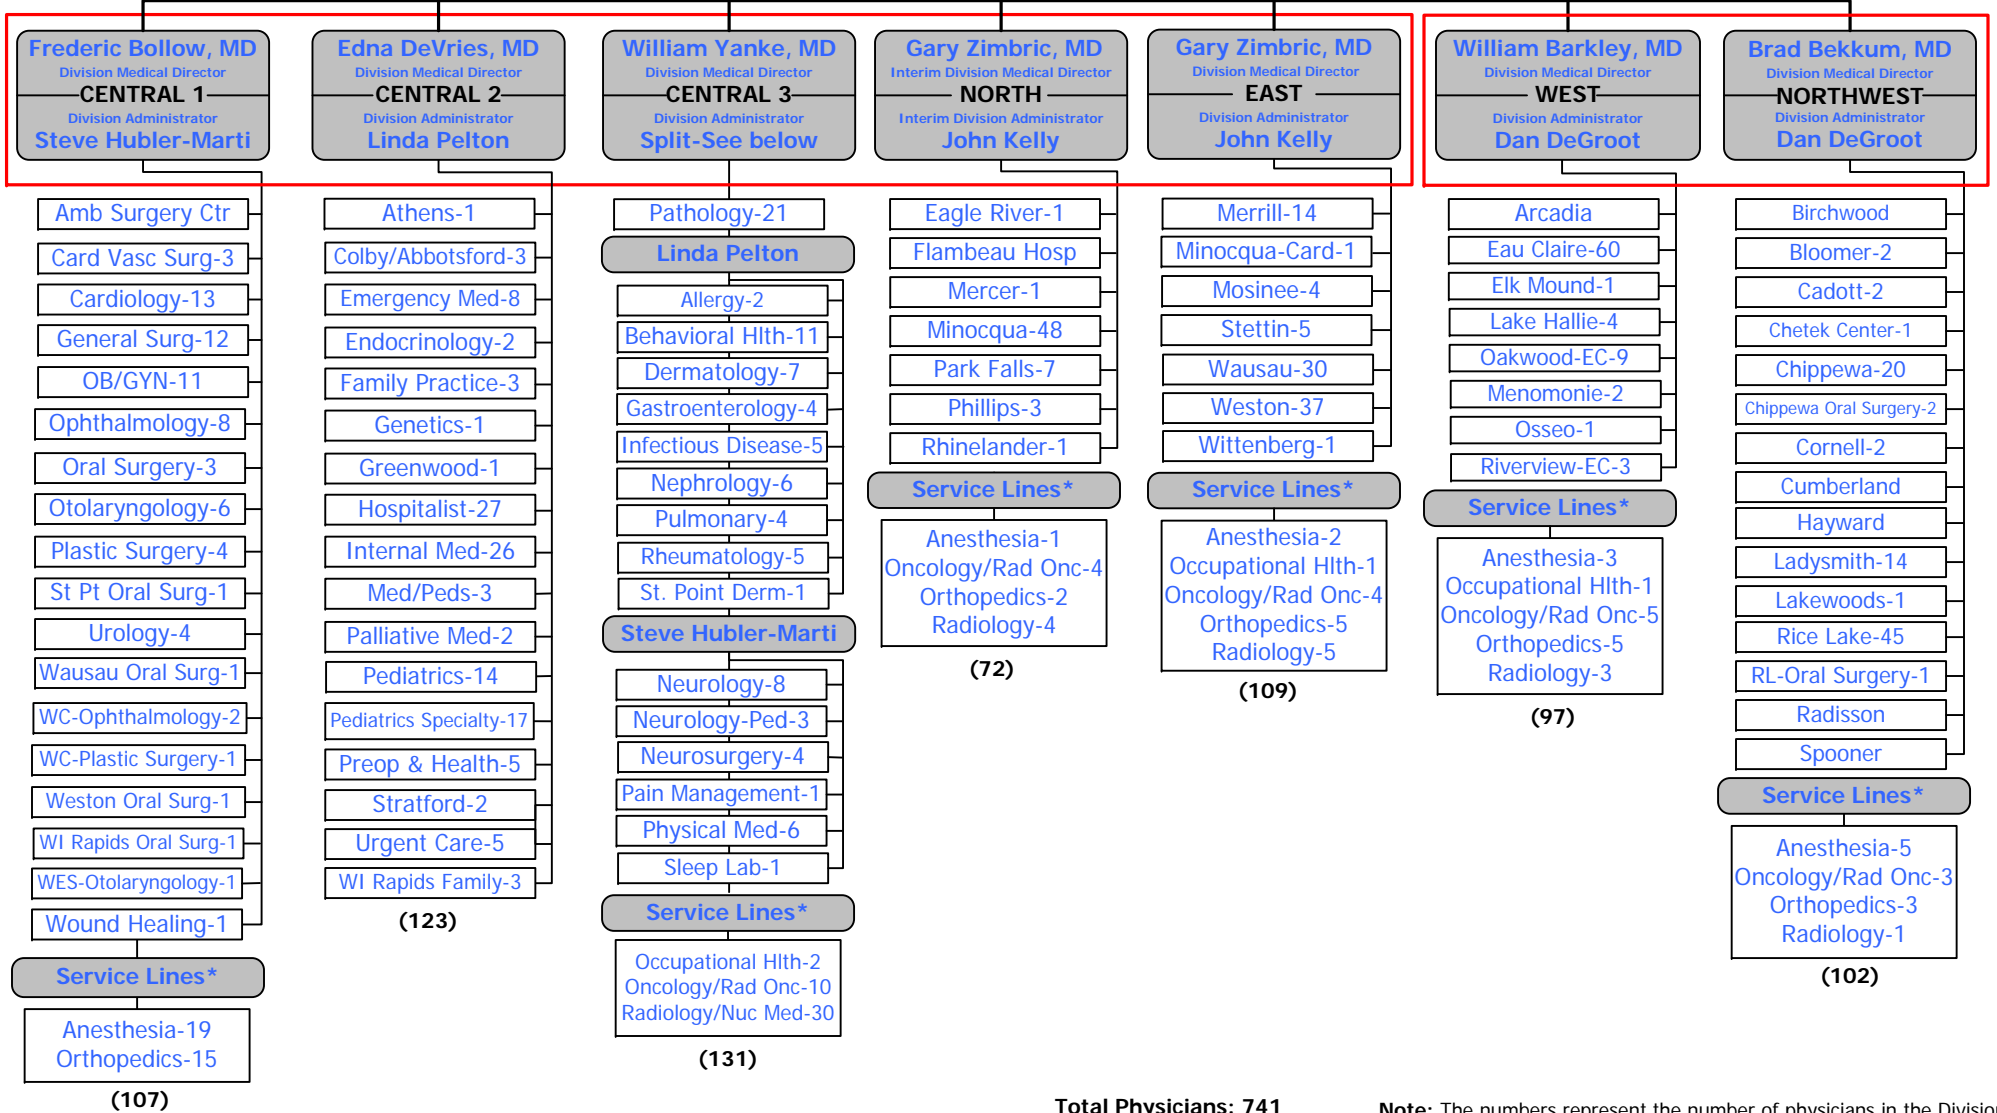 Frederic Bollow, MD
Division Medical Director
CENTRAL 1
Division Administrator
Steve Hubler-Marti
Amb Surgery Ctr
Card Vasc Surg-3
Cardiology-13
General Surg-12
OB/GYN-11
Ophthalmology-8
Oral Surgery-3
Otolaryngology-6
Plastic Surgery-4
St Pt Oral Surg-1
Urology-4
Wausau Oral Surg-1
WC-Ophthalmology-2
WC-Plastic Surgery-1
Weston Oral Surg-1
WI Rapids Oral Surg-1
WES-Otolaryngology-1
Wound Healing-1
Service Lines*
Anesthesia-19
Orthopedics-15
(107)
Edna DeVries, MD
Division Medical Director
CENTRAL 2
Division Administrator
Linda Pelton
Athens-1
Colby/Abbotsford-3
Emergency Med-8
Endocrinology-2
Family Practice-3
Genetics-1
Greenwood-1
Hospitalist-27
Internal Med-26
Med/Peds-3
Palliative Med-2
Pediatrics-14
Pediatrics Specialty-17
Preop & Health-5
Stratford-2
Urgent Care-5
WI Rapids Family-3
(123)
William Yanke, MD
Division Medical Director
CENTRAL 3
Division Administrator
Split-See below
Pathology-21
Linda Pelton
Allergy-2
Behavioral Hlth-11
Dermatology-7
Gastroenterology-4
Infectious Disease-5
Nephrology-6
Pulmonary-4
Rheumatology-5
St. Point Derm-1
Steve Hubler-Marti
Neurology-8
Neurology-Ped-3
Neurosurgery-4
Pain Management-1
Physical Med-6
Sleep Lab-1
Service Lines*
Occupational Hlth-2
Oncology/Rad Onc-10
Radiology/Nuc Med-30
(131)
Gary Zimbric, MD
Interim Division Medical Director
NORTH
Interim Division Administrator
John Kelly
Eagle River-1
Flambeau Hosp
Mercer-1
Minocqua-48
Park Falls-7
Phillips-3
Rhinelander-1
Service Lines*
Anesthesia-1
Oncology/Rad Onc-4
Orthopedics-2
Radiology-4
(72)
Gary Zimbric, MD
Division Medical Director
EAST
Division Administrator
John Kelly
Merrill-14
Minocqua-Card-1
Mosinee-4
Stettin-5
Wausau-30
Weston-37
Wittenberg-1
Service Lines*
Anesthesia-2
Occupational Hlth-1
Oncology/Rad Onc-4
Orthopedics-5
Radiology-5
(109)
William Barkley, MD
Division Medical Director
WEST
Division Administrator
Dan DeGroot
Arcadia
Eau Claire-60
Elk Mound-1
Lake Hallie-4
Oakwood-EC-9
Menomonie-2
Osseo-1
Riverview-EC-3
Service Lines*
Anesthesia-3
Occupational Hlth-1
Oncology/Rad Onc-5
Orthopedics-5
Radiology-3
(97)
Brad Bekkum, MD
Division Medical Director
NORTHWEST
Division Administrator
Dan DeGroot
Birchwood
Bloomer-2
Cadott-2
Chetek Center-1
Chippewa-20
Chippewa Oral Surgery-2
Cornell-2
Cumberland
Hayward
Ladysmith-14
Lakewoods-1
Rice Lake-45
RL-Oral Surgery-1
Radisson
Spooner
Service Lines*
Anesthesia-5
Oncology/Rad Onc-3
Orthopedics-3
Radiology-1
(102)
Total Physicians: 741
Note: The numbers represent the number of physicians in the Division